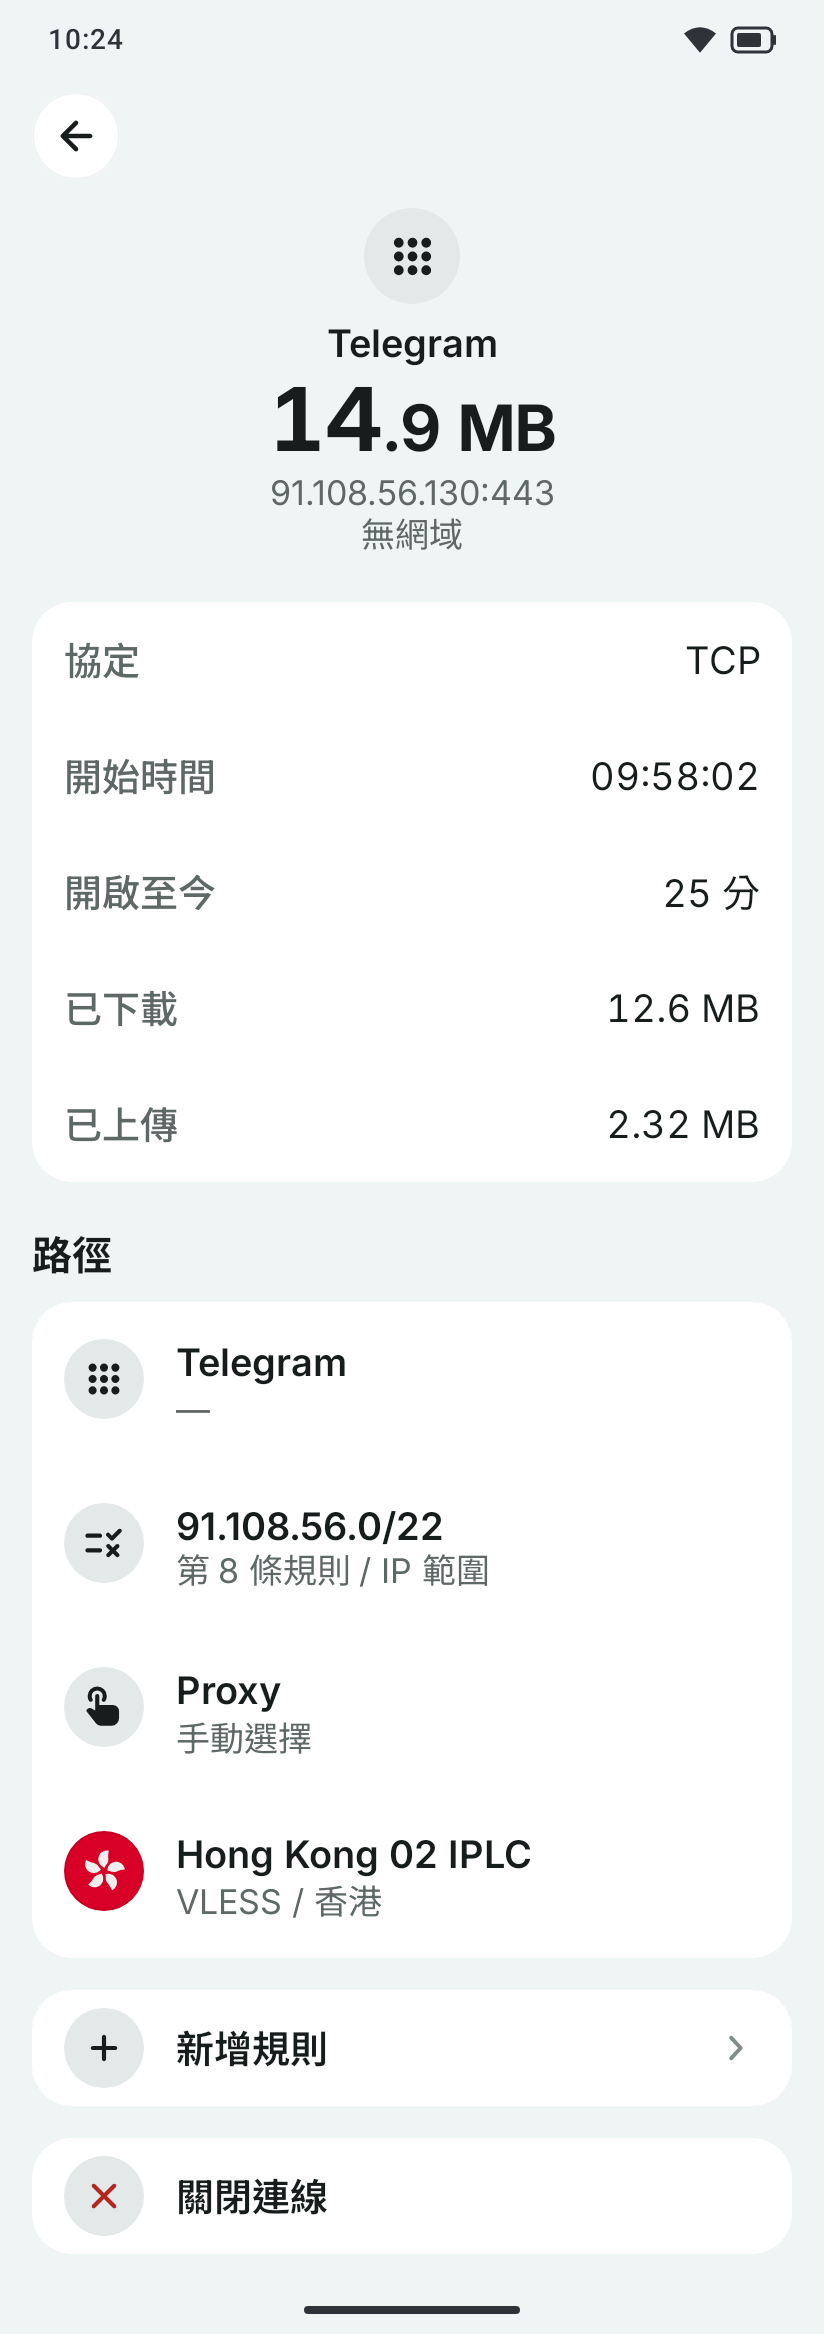 10:24
Telegram
14.9 MB
91.108.56.130:443
無網域
協定
TCP
開始時間
09:58:02
開啟至今
25 分
已下載
12.6 MB
已上傳
2.32 MB
路徑
Telegram
—
91.108.56.0/22
第 8 條規則 / IP 範圍
Proxy
手動選擇
Hong Kong 02 IPLC
VLESS / 香港
新增規則
關閉連線